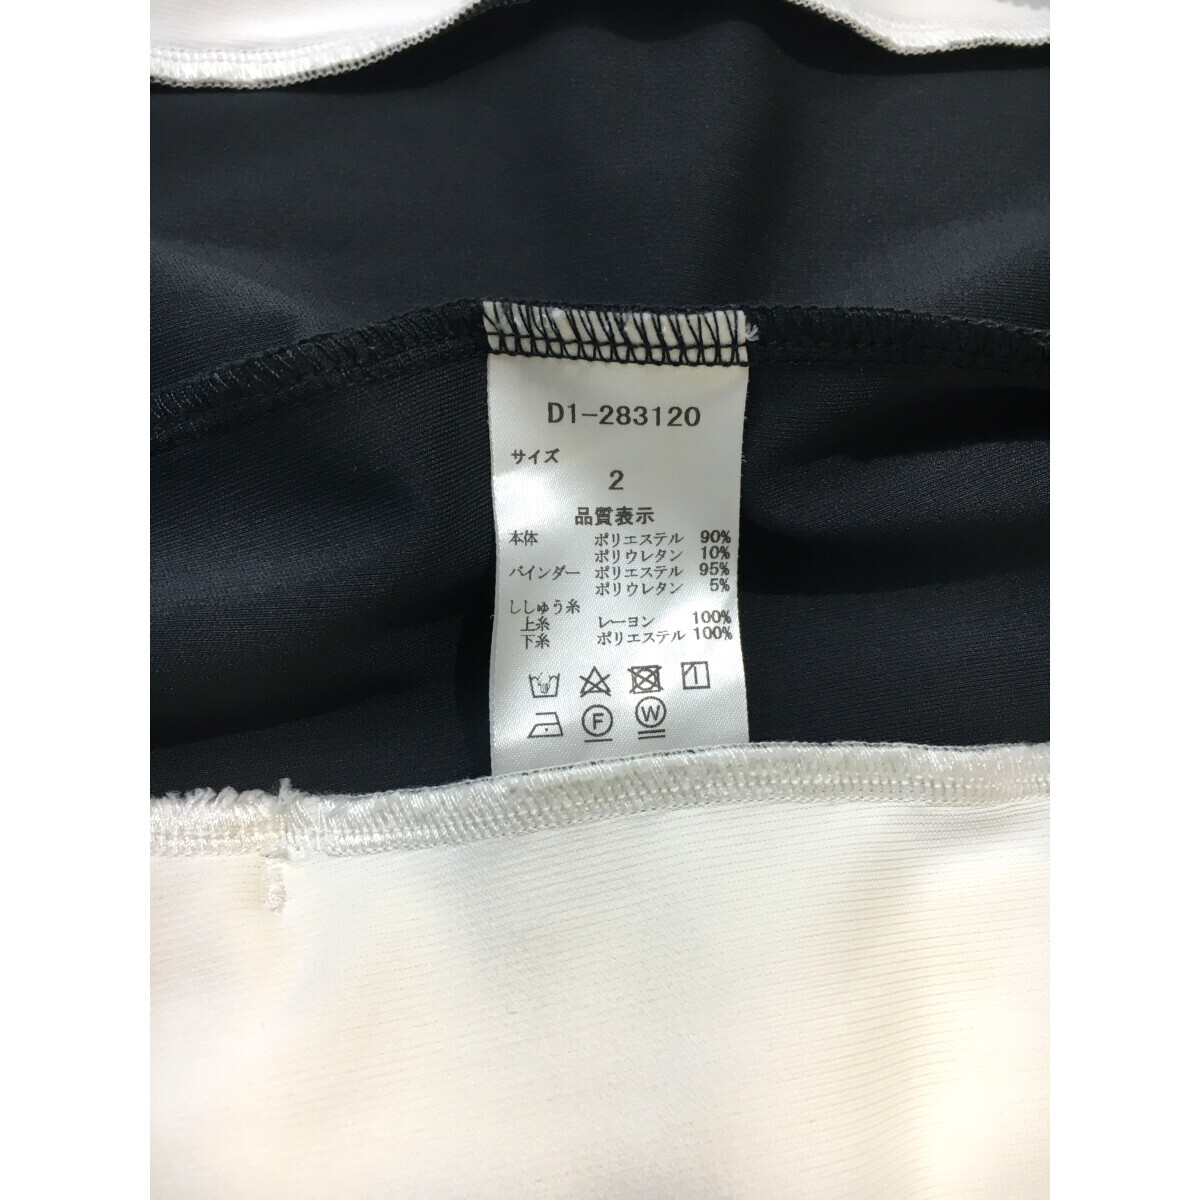 D1-283120
サイズ
2
品質表示
本体 ポリエステル 90%
ポリウレタン 10%
バインダー ポリエステル 95%
ポリウレタン 5%
ししゅう糸
上糸 レーヨン 100%
下糸 ポリエステル 100%
F W